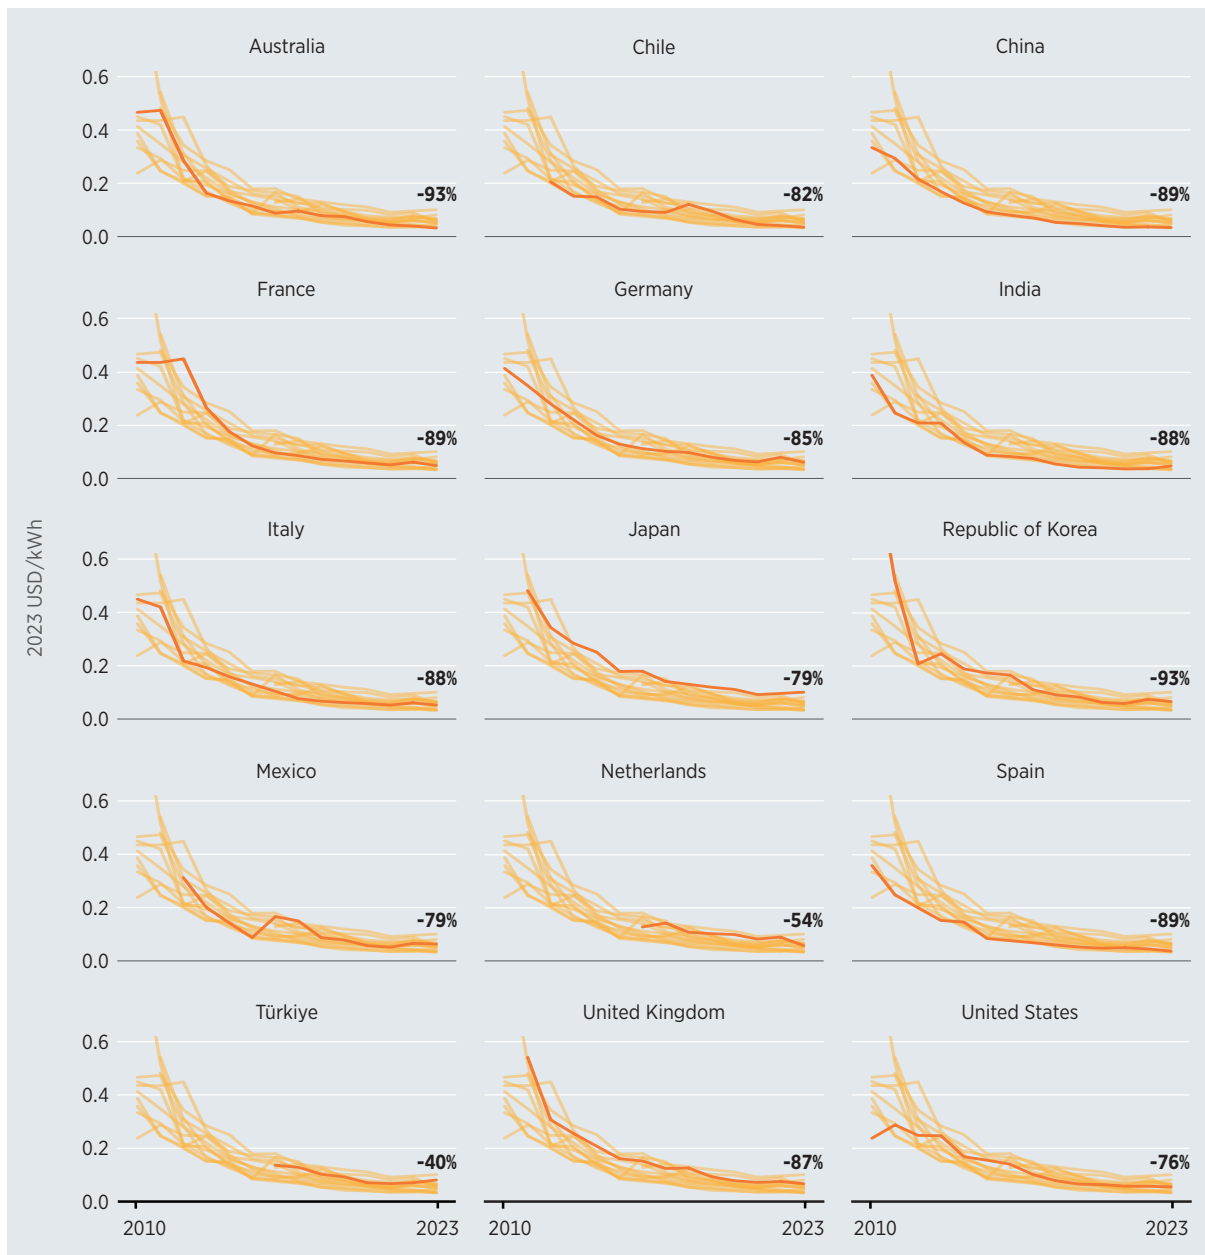 Australia
Chile
China
0.6
0.4
0.2
0.0
-93%
-82%
-89%
France
Germany
India
0.6
0.4
0.2
0.0
-89%
-85%
-88%
2023 USD/kWh
Italy
Japan
Republic of Korea
0.6
0.4
0.2
0.0
-88%
-79%
-93%
Mexico
Netherlands
Spain
0.6
0.4
0.2
0.0
-79%
-54%
-89%
Türkiye
United Kingdom
United States
0.6
0.4
0.2
0.0
-40%
-87%
-76%
2010
2023
2010
2023
2010
2023